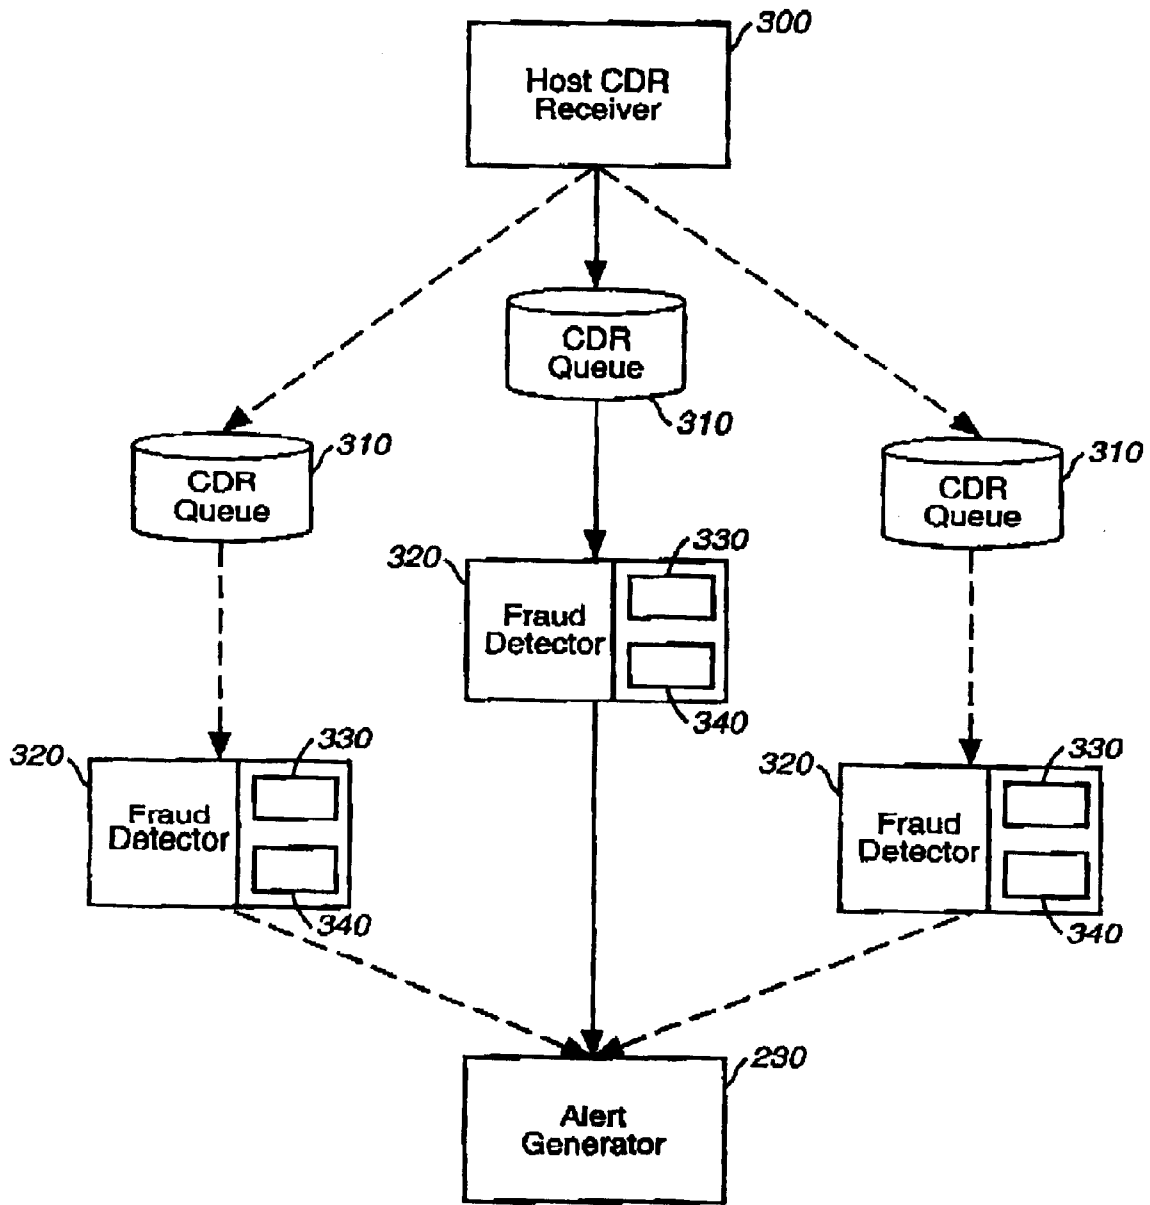 300
Host CDR
Receiver
CDR
Queue
310
310
CDR
Queue
310
CDR
Queue
320
330
Fraud
Detector
340
320
330
Fraud
Detector
340
320
330
Fraud
Detector
340
230
Alert
Generator